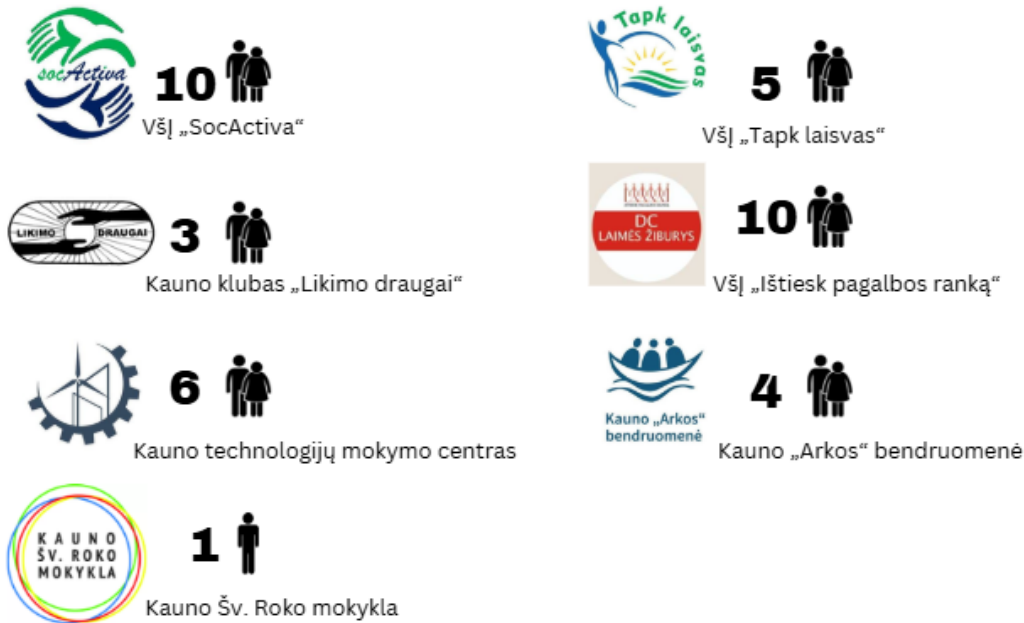 socActiva
10
VšĮ „SocActiva“
Tapk laisvas
5
VšĮ „Tapk laisvas“
LIKIMO DRAUGAI
3
Kauno klubas „Likimo draugai“
DC
LAIMĖS ŽIBURYS
10
VšĮ „Ištiesk pagalbos ranką“
6
Kauno technologijų mokymo centras
Kauno „Arkos“
bendruomenė
4
Kauno „Arkos“ bendruomenė
KAUNO
ŠV. ROKO
MOKYKLA
1
Kauno Šv. Roko mokykla